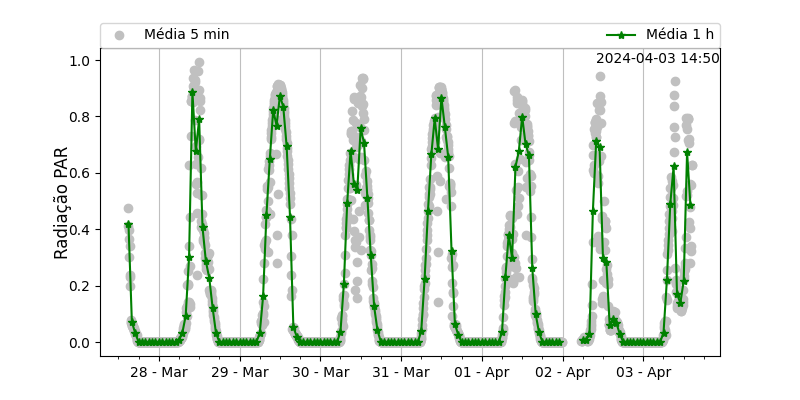 Média 5 min
Média 1 h
2024-04-03 14:50
Radiação PAR
1.0
0.8
0.6
0.4
0.2
0.0
28 - Mar
29 - Mar
30 - Mar
31 - Mar
01 - Apr
02 - Apr
03 - Apr